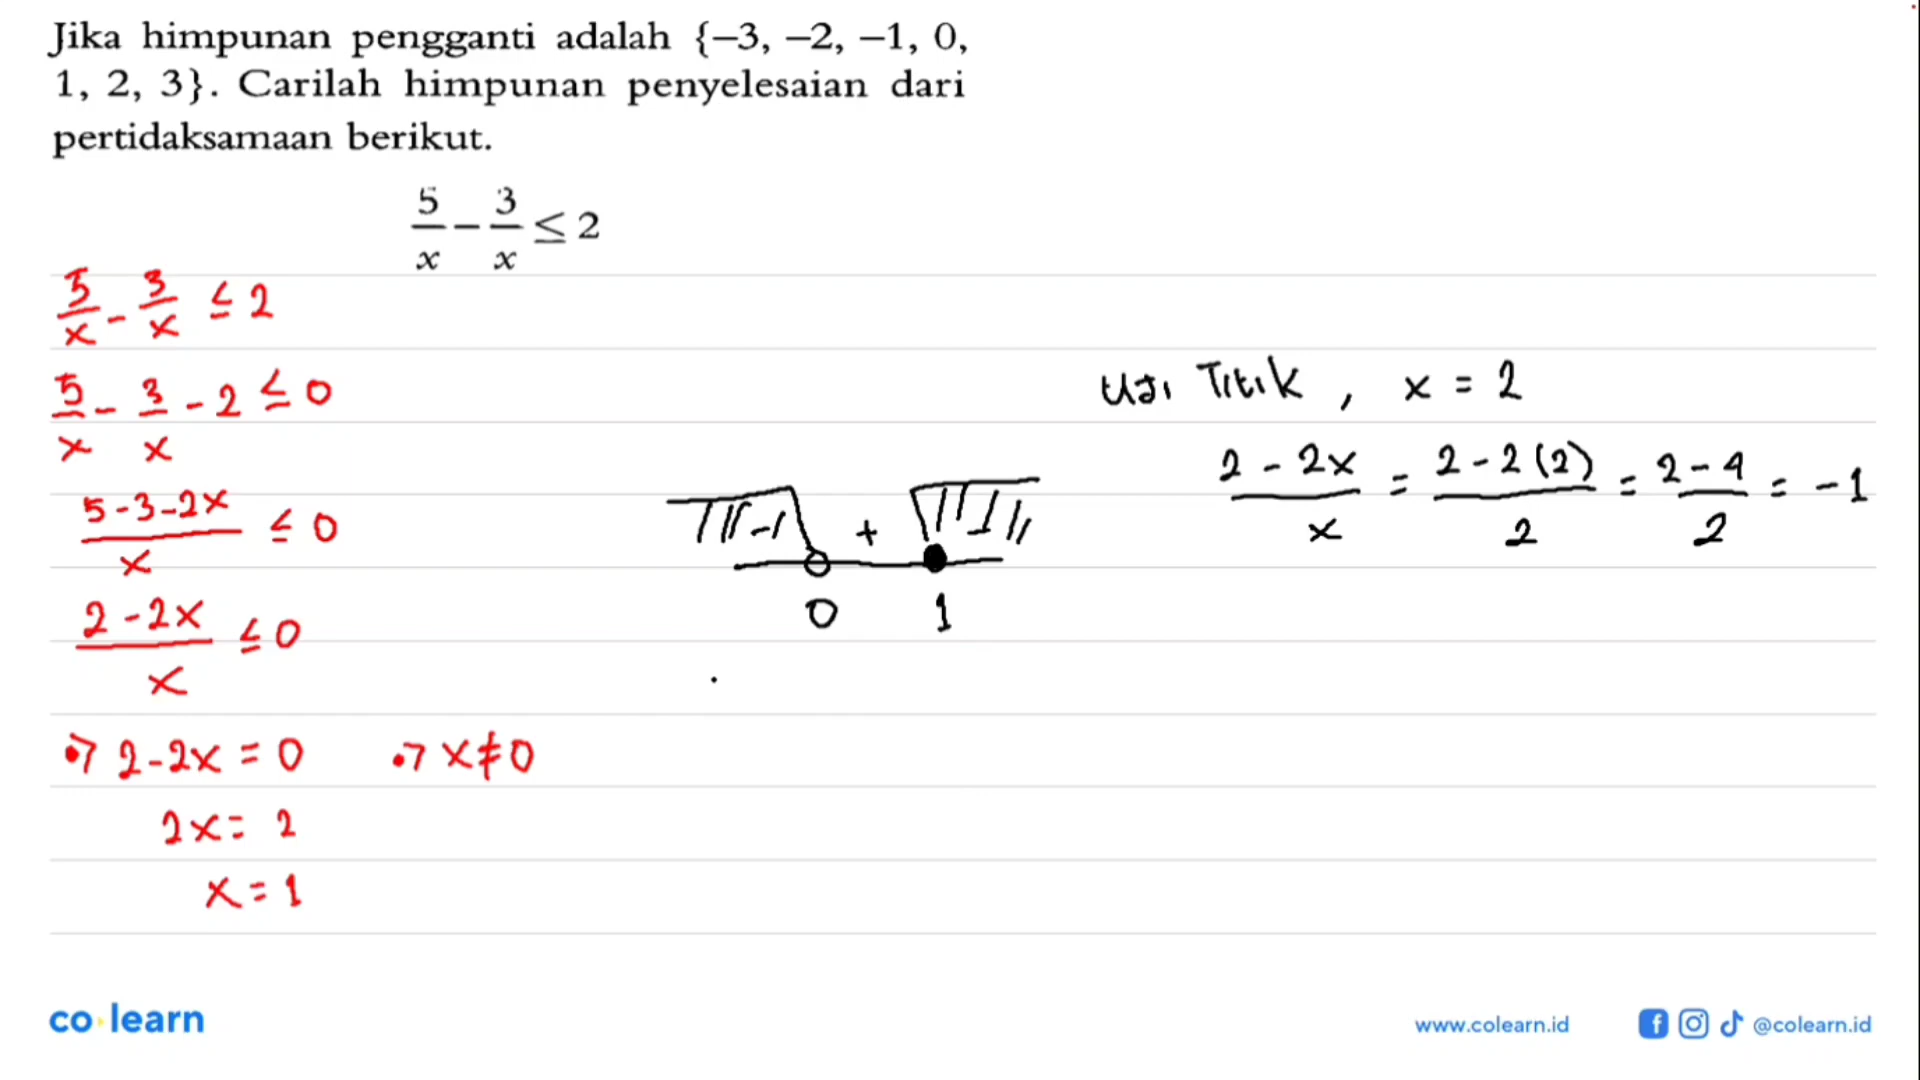 Jika himpunan pengganti adalah {−3, −2, −1, 0,
1, 2, 3}. Carilah himpunan penyelesaian dari
pertidaksamaan berikut.
5/x − 3/x ≤ 2
5/x - 3/x ≤ 2
5/x - 3/x - 2 ≤ 0
(5-3-2x)/x ≤ 0
(2-2x)/x ≤ 0
•> 2-2x = 0 •> x ≠ 0
2x = 2
x = 1
- + -
0 1
Uji Titik, x = 2
(2-2x)/x = (2-2(2))/2 = (2-4)/2 = -1
co learn
www.colearn.id
@colearn.id